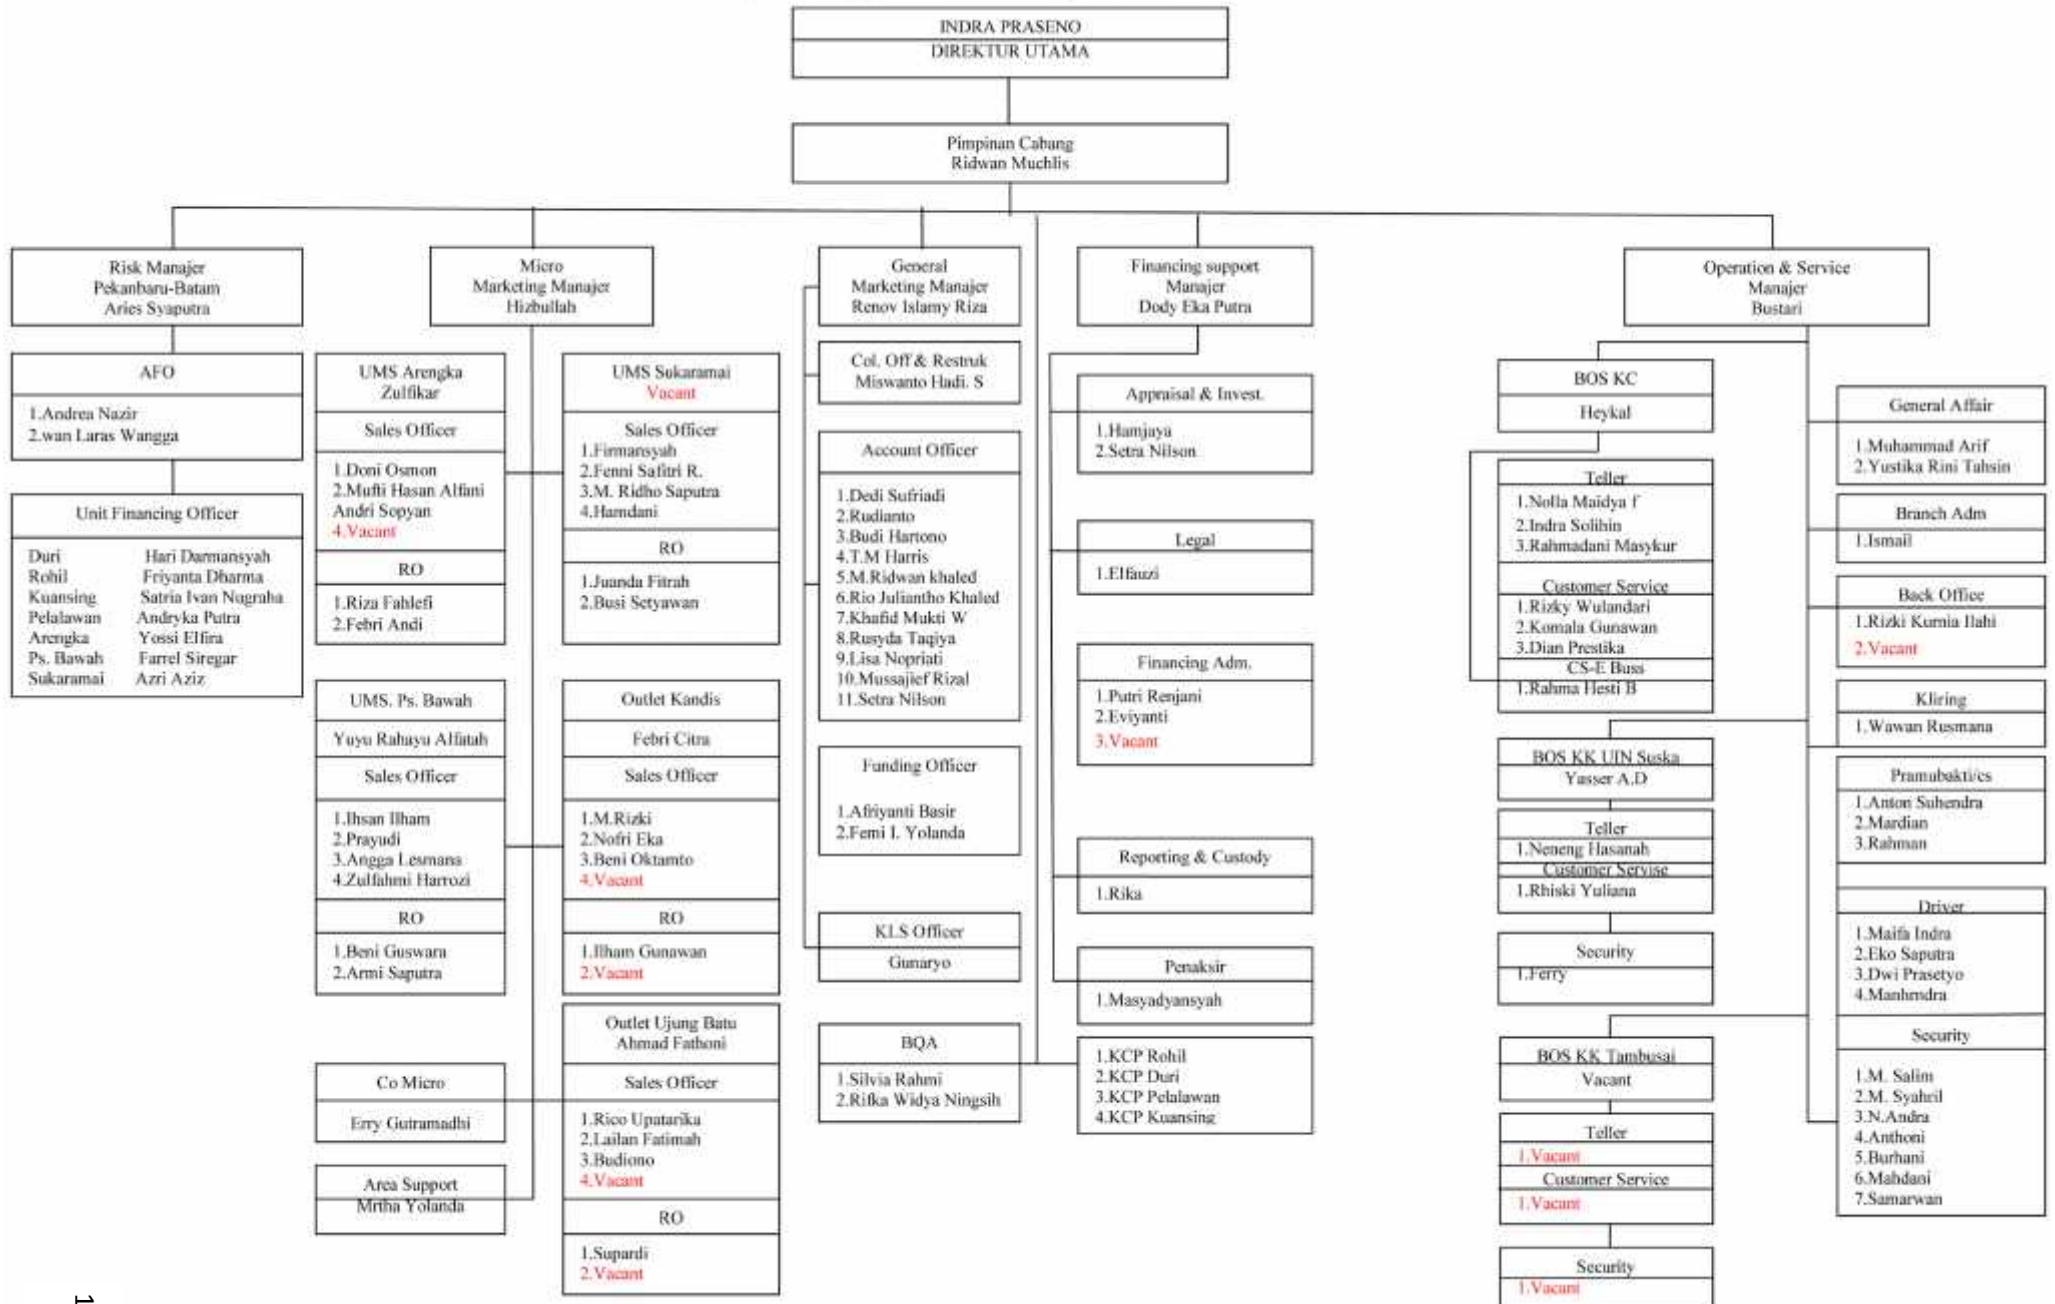 INDRA PRASENO
DIREKTUR UTAMA
Pimpinan Cabang
Ridwan Muchlis
Risk Manajer
Pekanbaru-Batam
Aries Syaputra
AFO
1.Andrea Nazir
2.wan Laras Wangga
Unit Financing Officer
Duri Hari Darmansyah
Rohil Friyanta Dharma
Kuansing Satria Ivan Nugraha
Pelalawan Andryka Putra
Arengka Yossi Elfira
Ps. Bawah Farrel Siregar
Sukaramai Azri Aziz
Micro
Marketing Manajer
Hizbullah
UMS Arengka
Zulfikar
Sales Officer
1.Doni Osmon
2.Mufti Hasan Alfani
Andri Sopyan
4.Vacant
RO
1.Riza Fahlefi
2.Febri Andi
UMS Sukaramai
Vacant
Sales Officer
1.Firmansyah
2.Fenni Safitri R.
3.M. Ridho Saputra
4.Hamdani
RO
1.Juanda Fitrah
2.Busi Setyawan
UMS. Ps. Bawah
Yuyu Rahayu Alfatah
Sales Officer
1.Ihsan Ilham
2.Prayudi
3.Angga Lesmana
4.Zulfahmi Harrozi
RO
1.Beni Guswara
2.Armi Saputra
Outlet Kandis
Febri Citra
Sales Officer
1.M.Rizki
2.Nofri Eka
3.Beni Oktamto
4.Vacant
RO
1.Ilham Gunawan
2.Vacant
Co Micro
Erry Gutramadhi
Area Support
Mrtha Yolanda
Outlet Ujung Batu
Ahmad Fathoni
Sales Officer
1.Rico Upatarika
2.Lailan Fatimah
3.Budiono
4.Vacant
RO
1.Supardi
2.Vacant
General
Marketing Manajer
Renov Islamy Riza
Col. Off & Restruk
Miswanto Hadi. S
Account Officer
1.Dedi Sufriadi
2.Rudianto
3.Budi Hartono
4.T.M Harris
5.M.Ridwan khaled
6.Rio Juliantho Khaled
7.Khafid Mukti W
8.Rusyda Taqiya
9.Lisa Nopriati
10.Mussajief Rizal
11.Setra Nilson
Funding Officer
1.Afriyanti Basir
2.Femi I. Yolanda
KLS Officer
Gunaryo
BQA
1.Silvia Rahmi
2.Rifka Widya Ningsih
Financing support
Manajer
Dody Eka Putra
Appraisal & Invest.
1.Hamjaya
2.Setra Nilson
Legal
1.Elfauzi
Financing Adm.
1.Putri Renjani
2.Eviyanti
3.Vacant
Reporting & Custody
1.Rika
Penaksir
1.Masyadyansyah
1.KCP Rohil
2.KCP Duri
3.KCP Pelalawan
4.KCP Kuansing
Operation & Service
Manajer
Bustari
BOS KC
Heykal
Teller
1.Nolla Maidya f
2.Indra Solihin
3.Rahmadani Masykur
Customer Service
1.Rizky Wulandari
2.Komala Gunawan
3.Dian Prestika
CS-E Buss
1.Rahma Hesti B
BOS KK UIN Suska
Yasser A.D
Teller
1.Neneng Hasanah
Customer Servise
1.Rhiski Yuliana
Security
1.Ferry
BOS KK Tambusai
Vacant
Teller
1.Vacant
Customer Service
1.Vacant
Security
1.Vacant
General Affair
1.Muhammad Arif
2.Yustika Rini Tahsin
Branch Adm
1.Ismail
Back Office
1.Rizki Kurnia Ilahi
2.Vacant
Kliring
1.Wawan Rusmana
Pramubakti/cs
1.Anton Suhendra
2.Mardian
3.Rahman
Driver
1.Maifa Indra
2.Eko Saputra
3.Dwi Prasetyo
4.Manhendra
Security
1.M. Salim
2.M. Syahril
3.N.Andra
4.Anthoni
5.Burhani
6.Mahdani
7.Samarwan
1